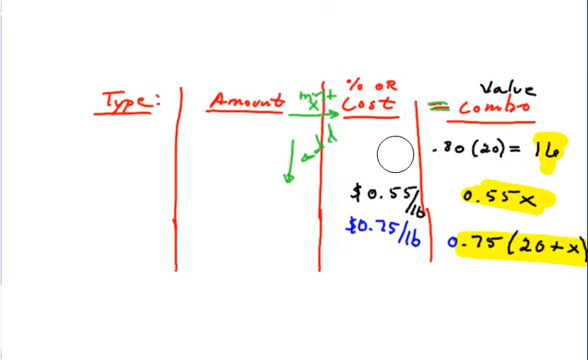 % OR Value
Type: Amount mult Cost = Combo
x
add
.80(20) = 16
$0.55/lb 0.55x
$0.75/lb 0.75(20+x)